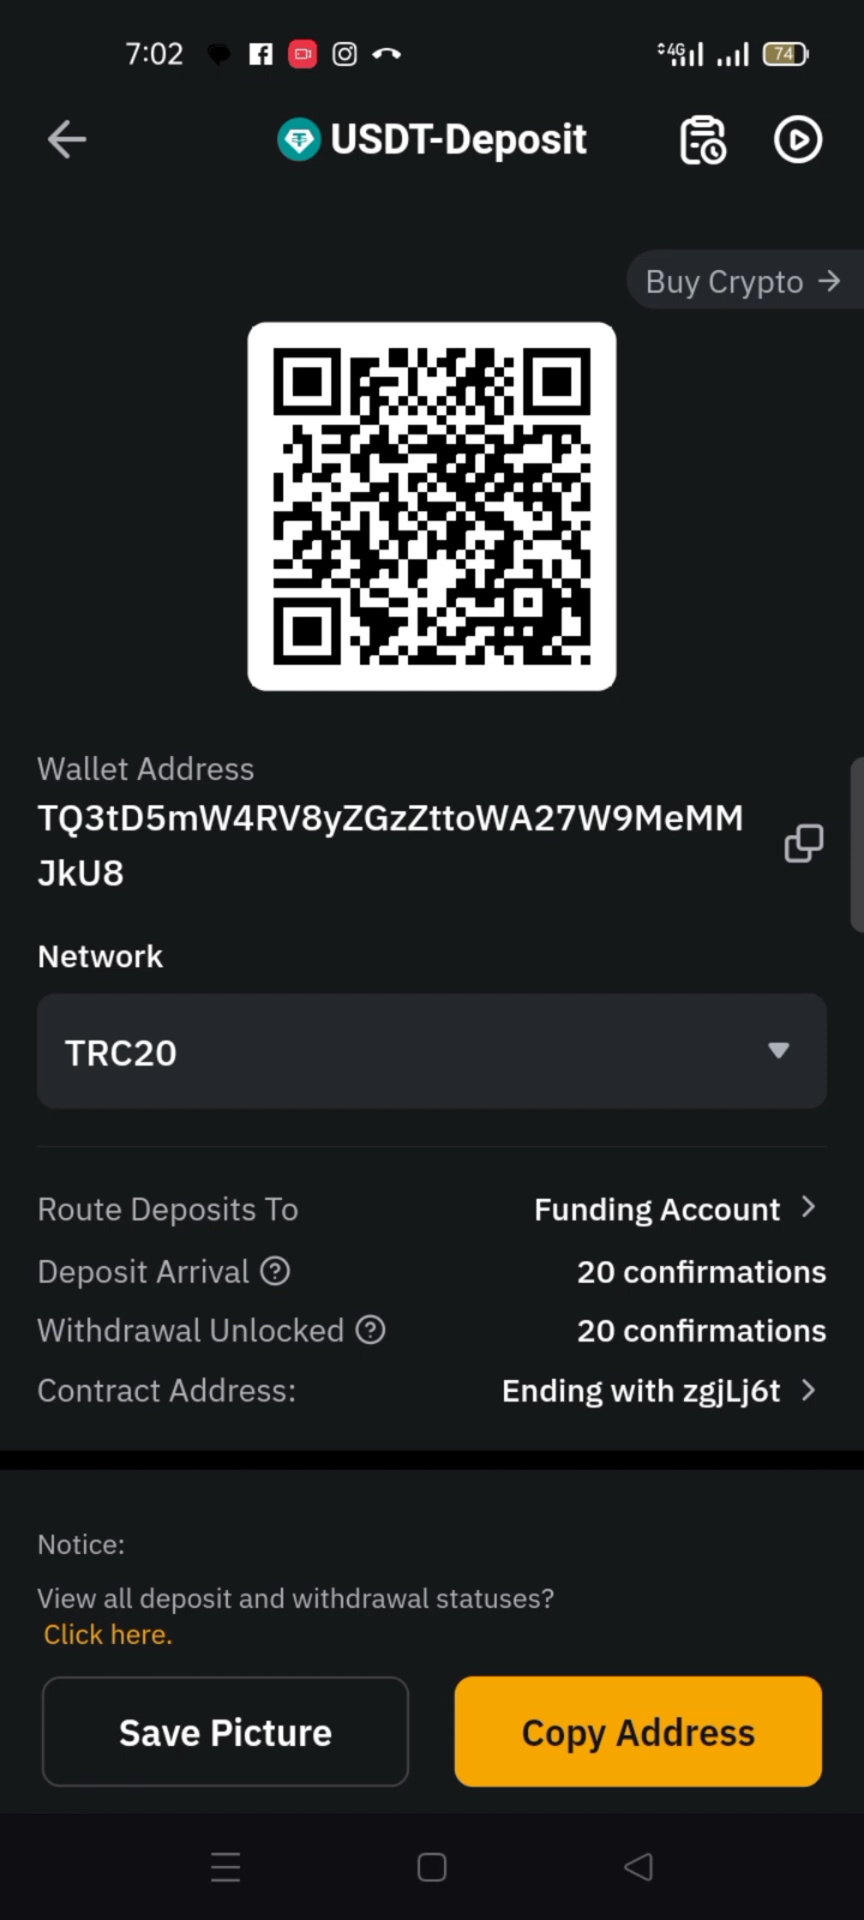 7:02
4G
74
USDT-Deposit
Buy Crypto →
Wallet Address
TQ3tD5mW4RV8yZGzZttoWA27W9MeMM
JkU8
Network
TRC20
Route Deposits To Funding Account
Deposit Arrival 20 confirmations
Withdrawal Unlocked 20 confirmations
Contract Address: Ending with zgjLj6t
Notice:
View all deposit and withdrawal statuses?
Click here.
Save Picture Copy Address